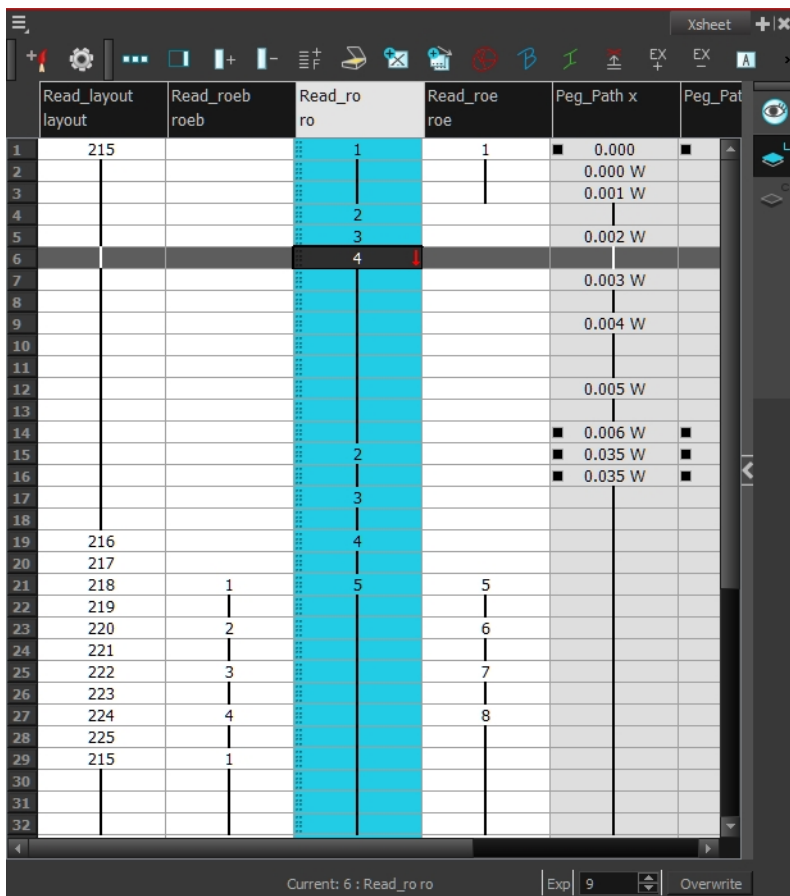 Xsheet
EX EX A
Read_layout Read_roeb Read_ro Read_roe Peg_Path x Peg_Pat
layout roeb ro roe
1 215 1 1 0.000
2 0.000 W
3 0.001 W
4 2
5 3 0.002 W
6 4
7 0.003 W
8
9 0.004 W
10
11
12 0.005 W
13
14 0.006 W
15 2 0.035 W
16 0.035 W
17 3
18
19 216 4
20 217
21 218 1 5 5
22 219
23 220 2 6
24 221
25 222 3 7
26 223
27 224 4 8
28 225
29 215 1
30
31
32
Current: 6 : Read_ro ro Exp 9 Overwrite